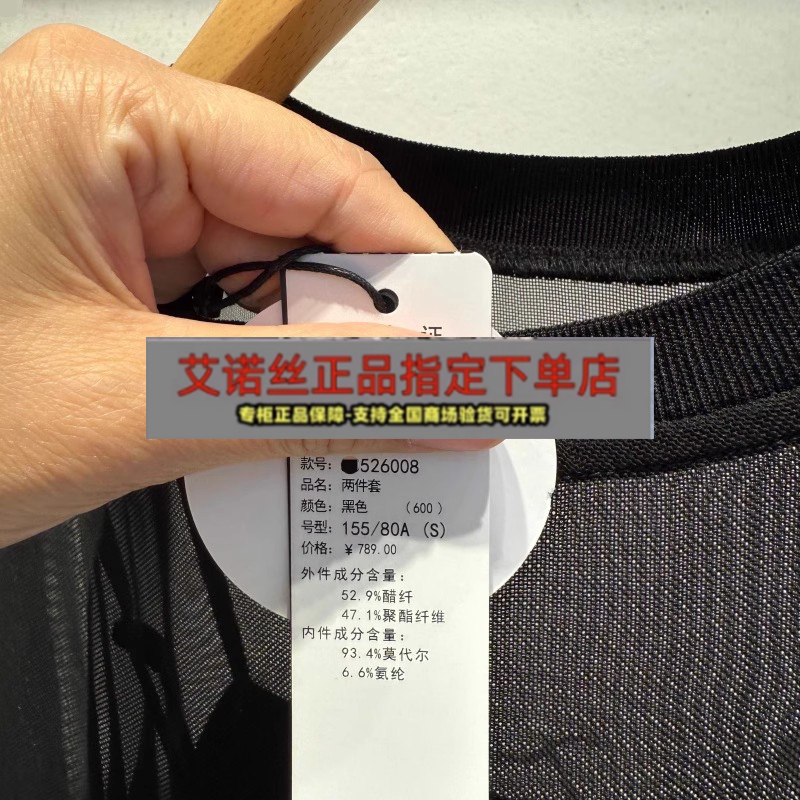 证
艾诺丝正品指定下单店
专柜正品保障-支持全国商场验货可开票
款号: 526008
品名: 两件套
颜色: 黑色 (600)
号型: 155/80A (S)
价格: ¥789.00
外件成分含量:
52.9%醋纤
47.1%聚酯纤维
内件成分含量:
93.4%莫代尔
6.6%氨纶